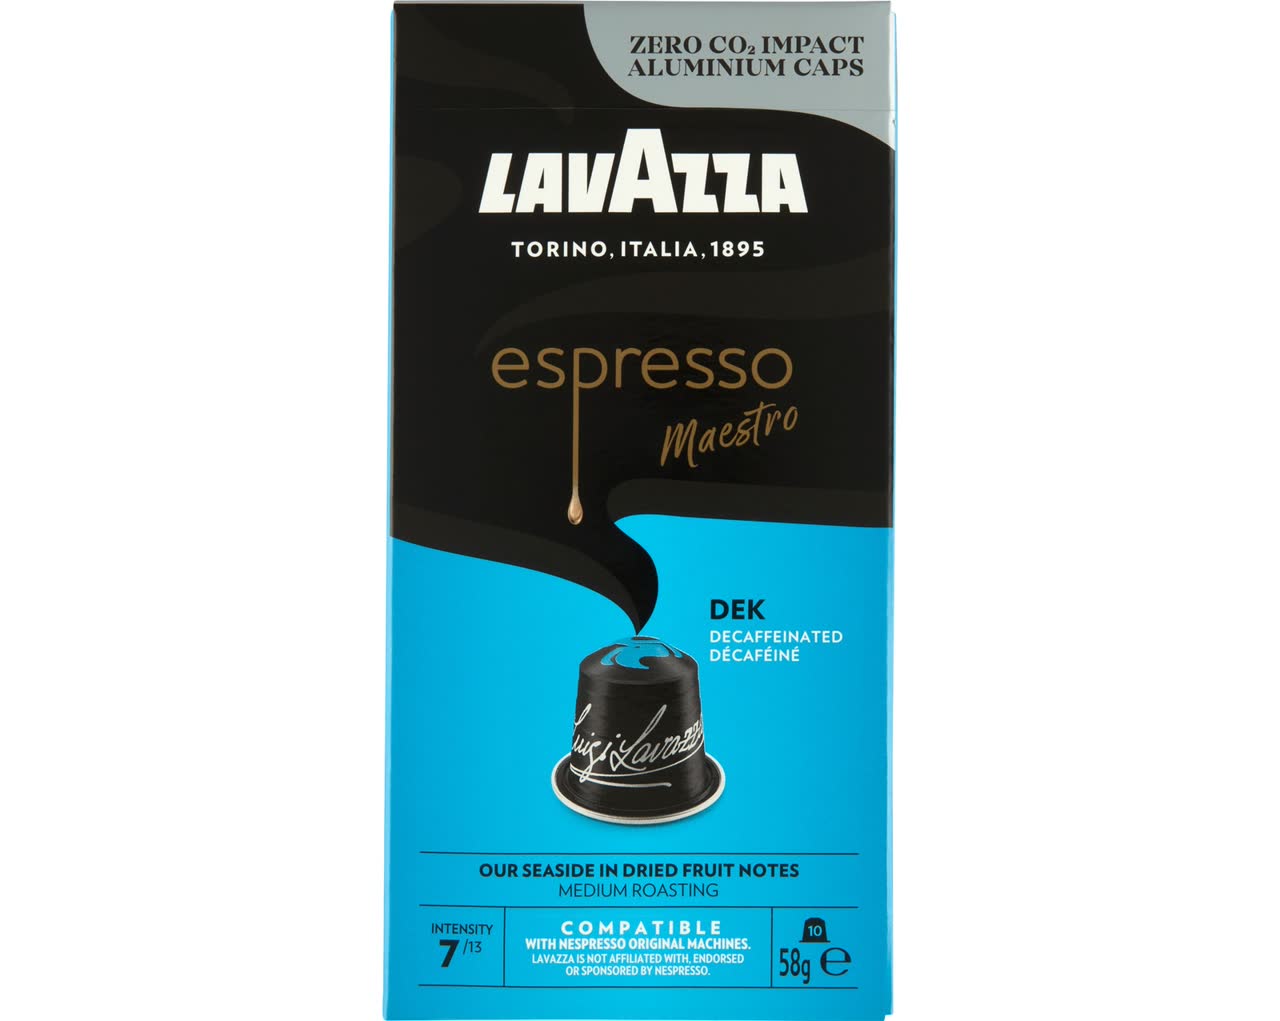 ZERO CO₂ IMPACT
ALUMINIUM CAPS
LAVAZZA
TORINO, ITALIA, 1895
espresso
Maestro
DEK
DECAFFEINATED
DÉCAFÉINÉ
Luigi Lavazza
OUR SEASIDE IN DRIED FRUIT NOTES
MEDIUM ROASTING
INTENSITY
7/13
COMPATIBLE
WITH NESPRESSO ORIGINAL MACHINES.
LAVAZZA IS NOT AFFILIATED WITH, ENDORSED
OR SPONSORED BY NESPRESSO.
10
58g e